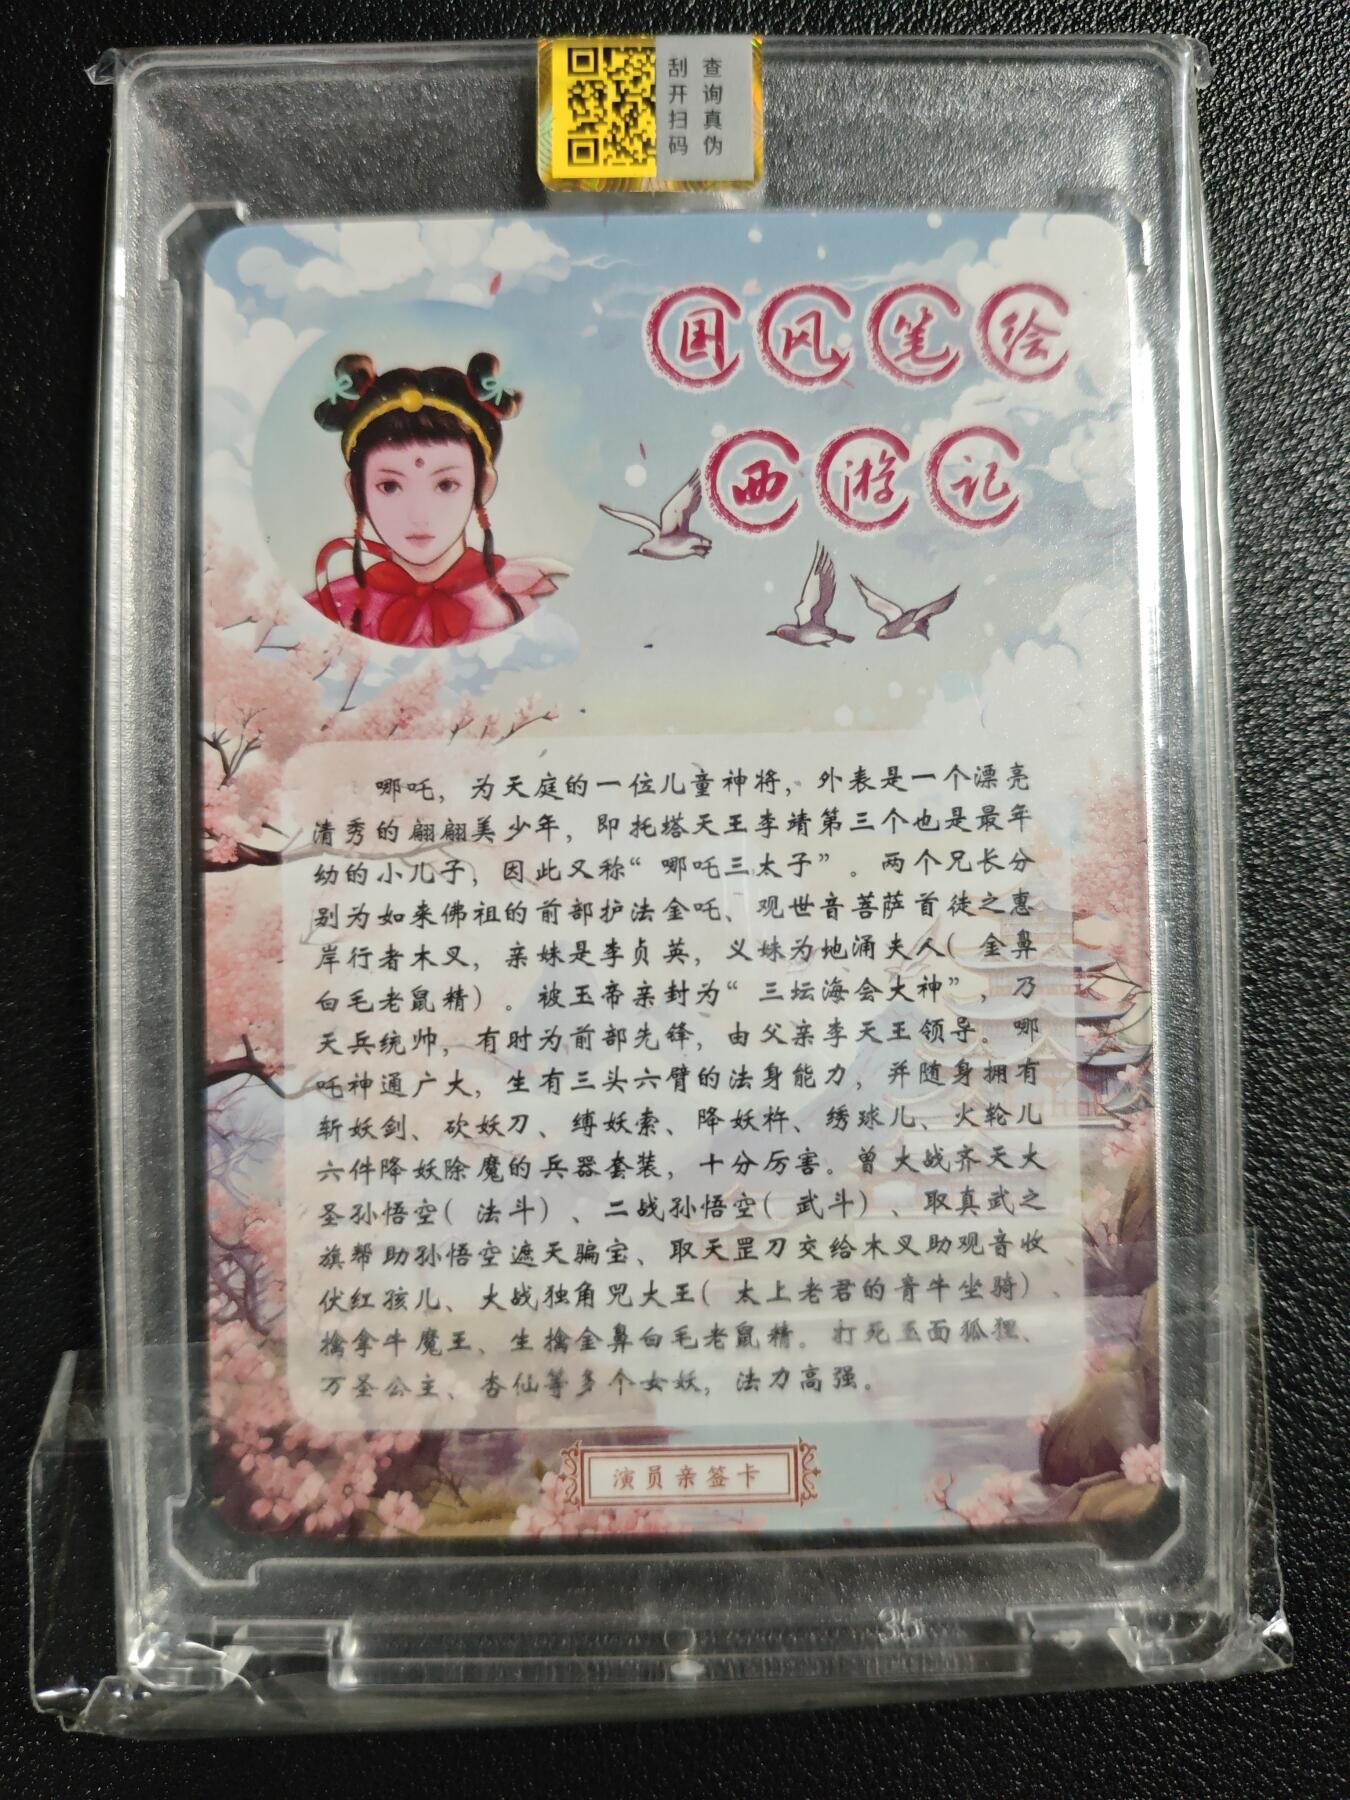 查询真伪
刮开扫码
国风笔绘
西游记
哪吒，为天庭的一位儿童神将，外表是一个漂亮
清秀的翩翩美少年，即托塔天王李靖第三个也是最年
幼的小儿子，因此又称“哪吒三太子”。两个兄长分
别为如来佛祖的前部护法金吒、观世音菩萨首徒之惠
岸行者木叉，亲妹是李贞英，义妹为地涌夫人（金鼻
白毛老鼠精）。被玉帝亲封为“三坛海会大神”，乃
天兵统帅，有时为前部先锋，由父亲李天王领导。哪
吒神通广大，生有三头六臂的法身能力，并随身拥有
斩妖剑、砍妖刀、缚妖索、降妖杵、绣球儿、火轮儿
六件降妖除魔的兵器套装，十分厉害。曾大战齐天大
圣孙悟空（法斗）、二战孙悟空（武斗）、取真武之
旗帮助孙悟空遮天骗宝、取天罡刀交给木叉助观音收
伏红孩儿、大战独角兕大王（太上老君的青牛坐骑）、
擒拿牛魔王、生擒金鼻白毛老鼠精。打死玉面狐狸、
万圣公主、杏仙等多个女妖，法力高强。
演员亲签卡
35